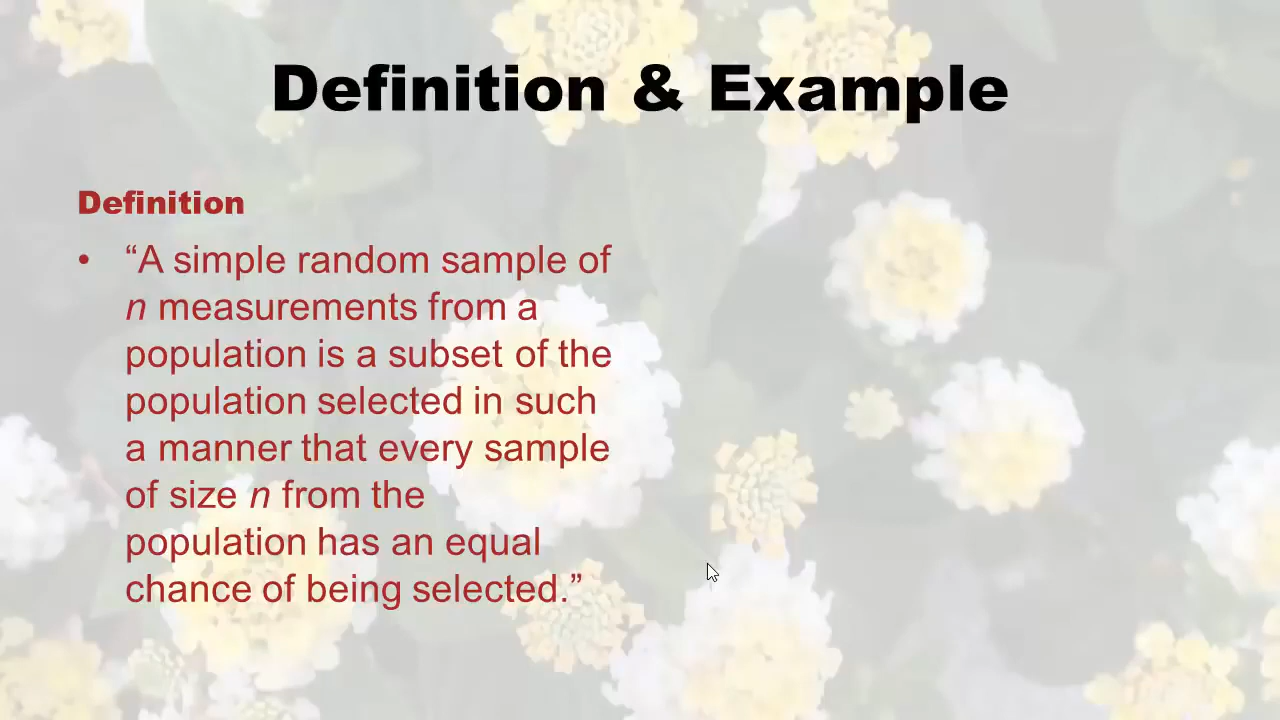 Definition & Example
Definition
• “A simple random sample of
n measurements from a
population is a subset of the
population selected in such
a manner that every sample
of size n from the
population has an equal
chance of being selected.”